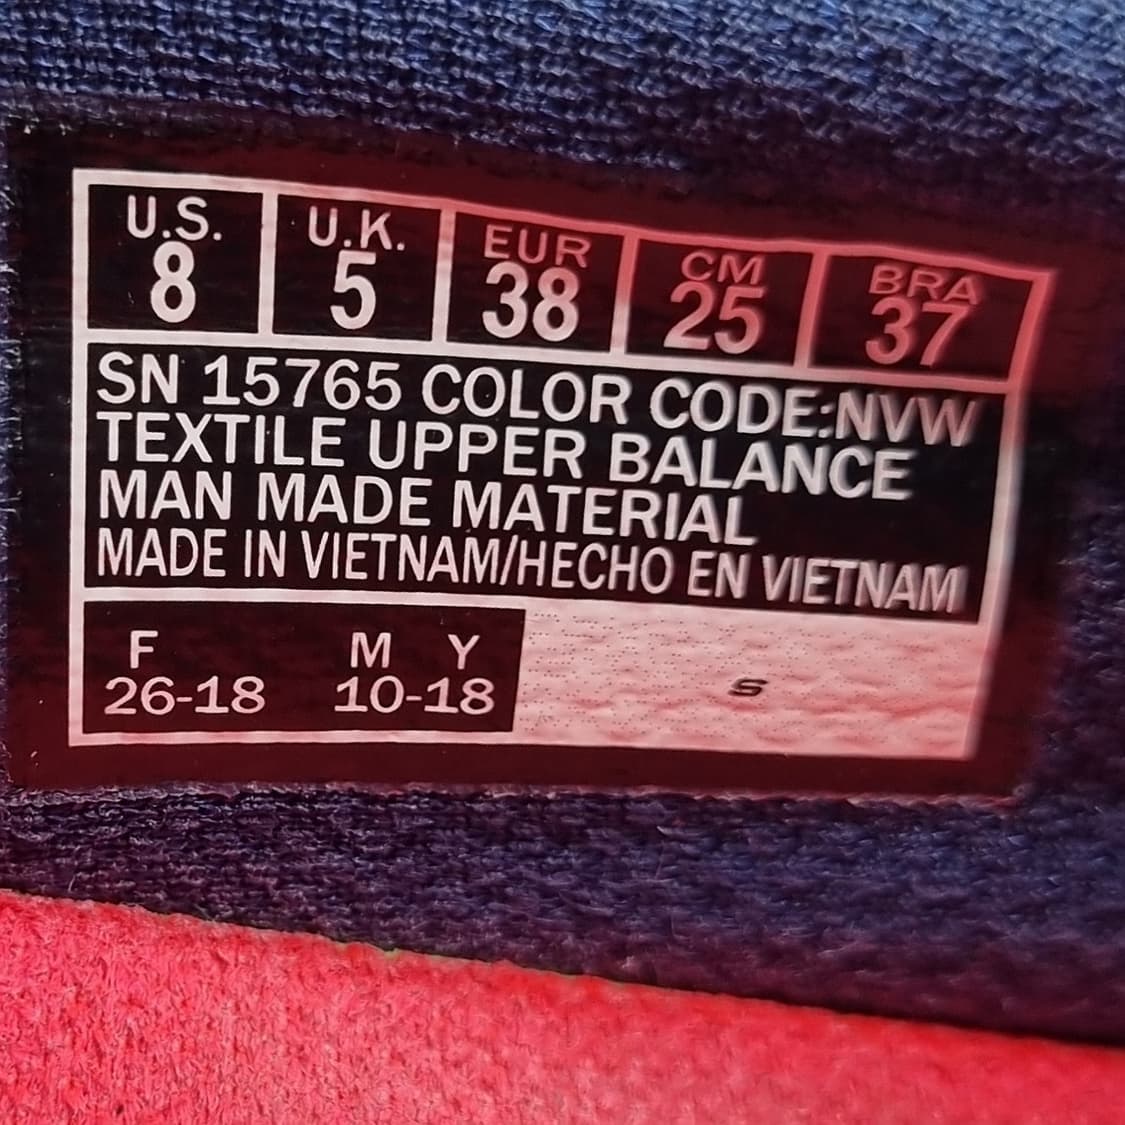 U.S. U.K. EUR CM BRA
8 5 38 25 37
SN 15765 COLOR CODE:NVW
TEXTILE UPPER BALANCE
MAN MADE MATERIAL
MADE IN VIETNAM/HECHO EN VIETNAM
F M Y
26-18 10-18
S